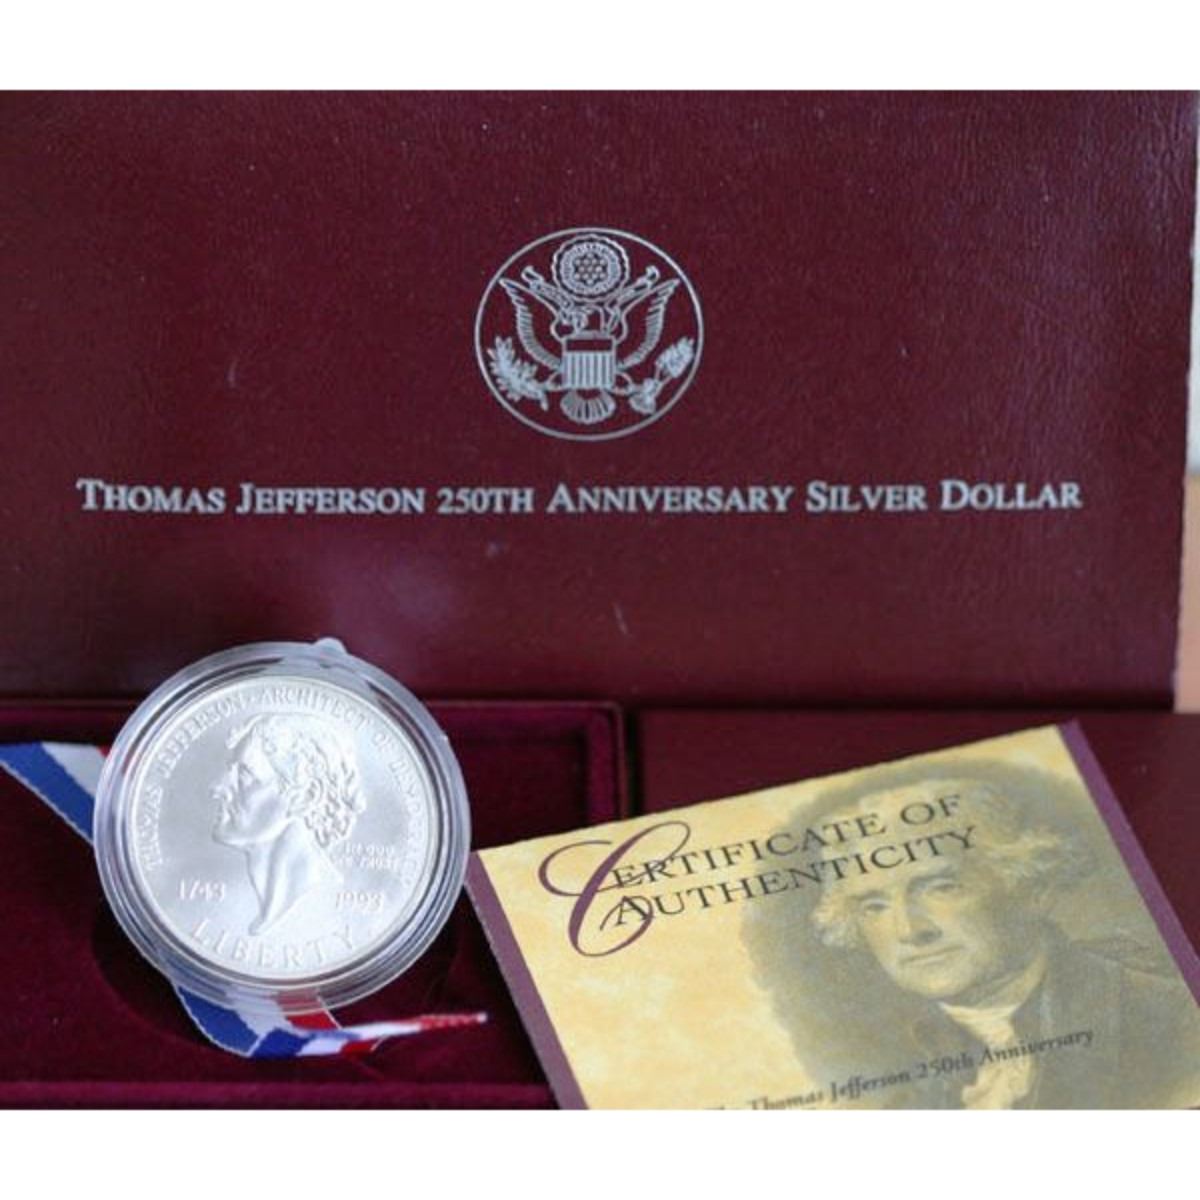 THOMAS JEFFERSON 250TH ANNIVERSARY SILVER DOLLAR
THOMAS JEFFERSON · ARCHITECT OF DEMOCRACY
IN GOD
WE TRUST
1743
1993
LIBERTY
CERTIFICATE OF
AUTHENTICITY
Thomas Jefferson 250th Anniversary